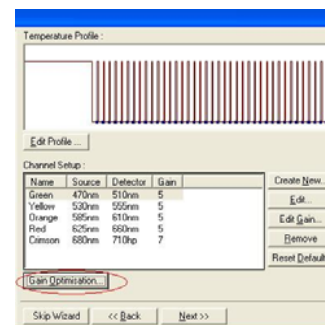 Temperature Profile :
Edit Profile ...
Channel Setup :
Name Source Detector Gain
Green 470nm 510nm 5
Yellow 530nm 555nm 5
Orange 585nm 610nm 5
Red 625nm 660nm 5
Crimson 680nm 710hp 7
Create New...
Edit...
Edit Gain...
Remove
Reset Default
Gain Optimisation...
Skip Wizard << Back Next >>